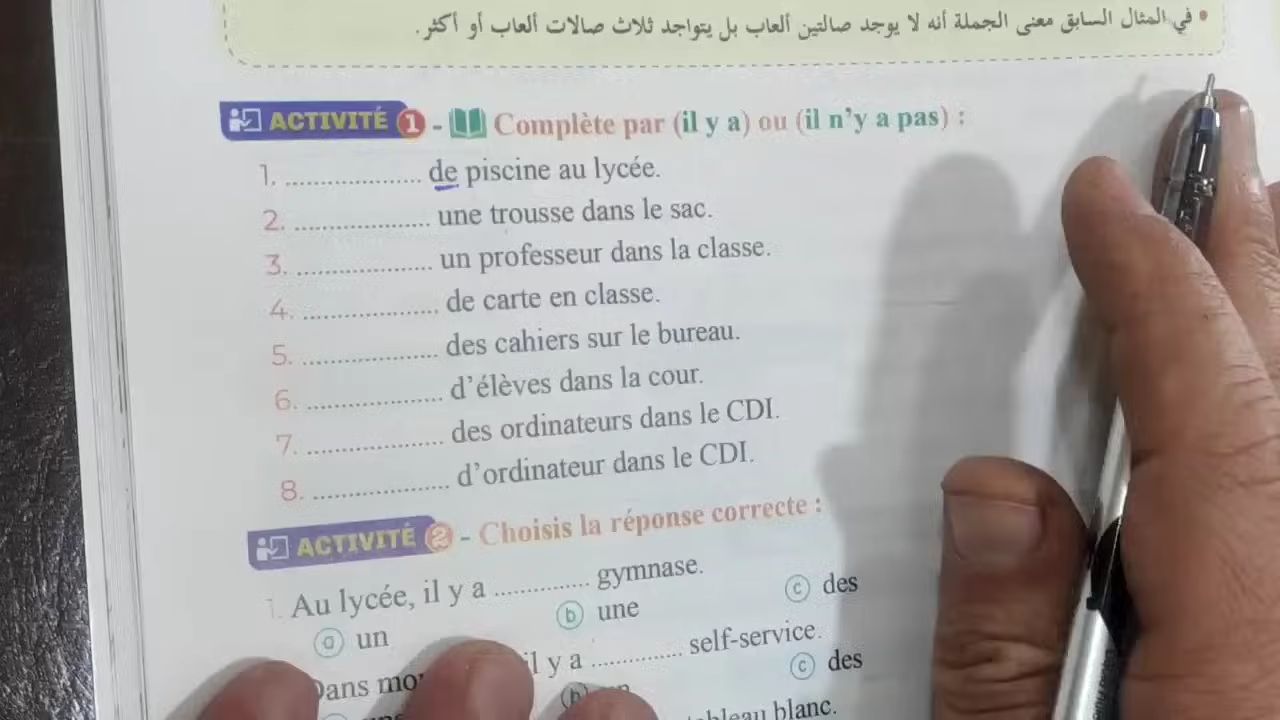 • في المثال السابق معنى الجملة أنه لا يوجد صالتين ألعاب بل يتواجد ثلاث صالات ألعاب أو أكثر.
ACTIVITÉ 1 - Complète par (il y a) ou (il n'y a pas) :
1. .................... de piscine au lycée.
2. .................... une trousse dans le sac.
3. .................... un professeur dans la classe.
4. .................... de carte en classe.
5. .................... des cahiers sur le bureau.
6. .................... d'élèves dans la cour.
7. .................... des ordinateurs dans le CDI.
8. .................... d'ordinateur dans le CDI.
ACTIVITÉ 2 - Choisis la réponse correcte :
1. Au lycée, il y a .............. gymnase.
a un b une c des
Dans il y a .............. self-service.
b c des
blanc.